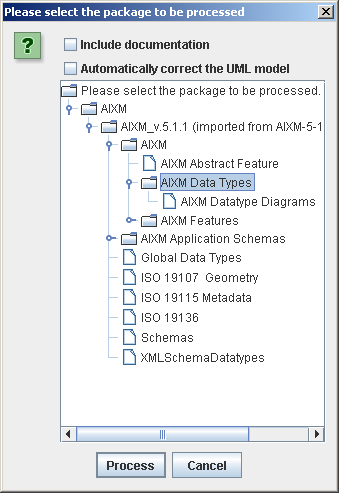 Please select the package to be processed
?
Include documentation
Automatically correct the UML model
Please select the package to be processed.
AIXM
AIXM_v.5.1.1 (imported from AIXM-5-1
AIXM
AIXM Abstract Feature
AIXM Data Types
AIXM Datatype Diagrams
AIXM Features
AIXM Application Schemas
Global Data Types
ISO 19107 Geometry
ISO 19115 Metadata
ISO 19136
Schemas
XMLSchemaDatatypes
Process Cancel